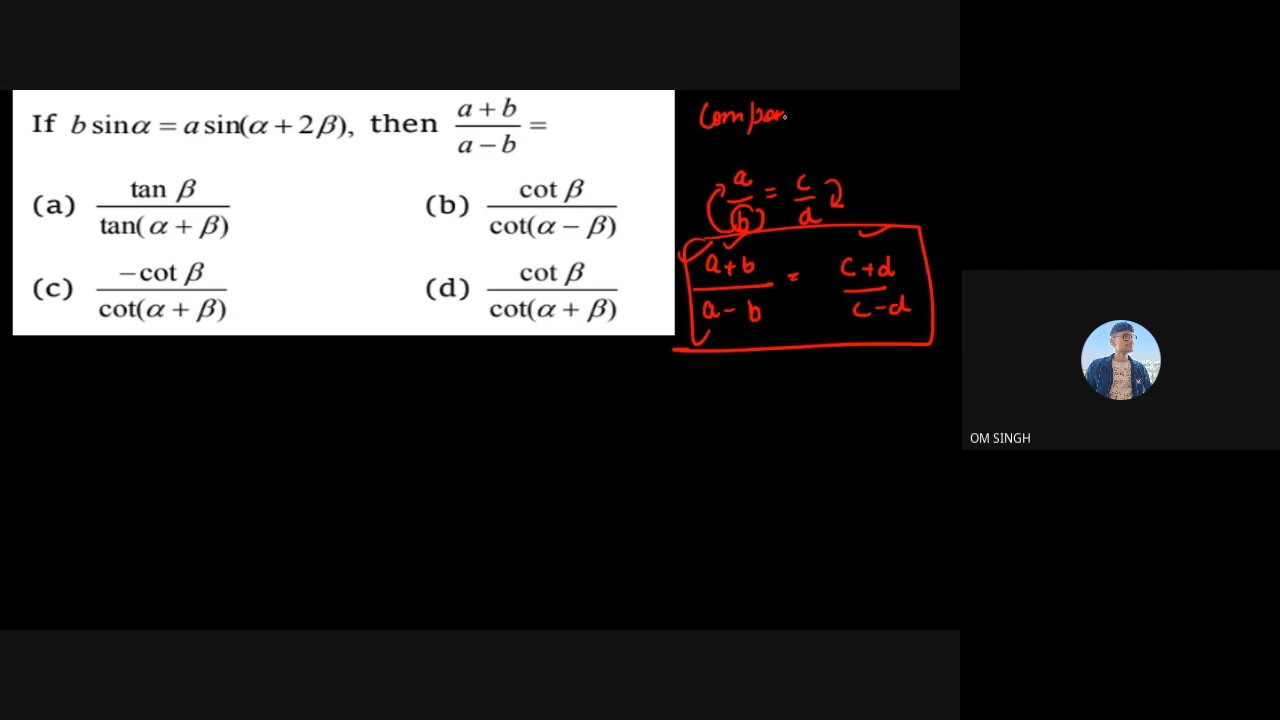 If b sinα = a sin(α + 2β), then (a + b)/(a − b) =
(a) tan β/tan(α + β)
(b) cot β/cot(α − β)
(c) −cot β/cot(α + β)
(d) cot β/cot(α + β)
Compon
a/b = c/d
(a+b)/(a-b) = (c+d)/(c-d)
OM SINGH